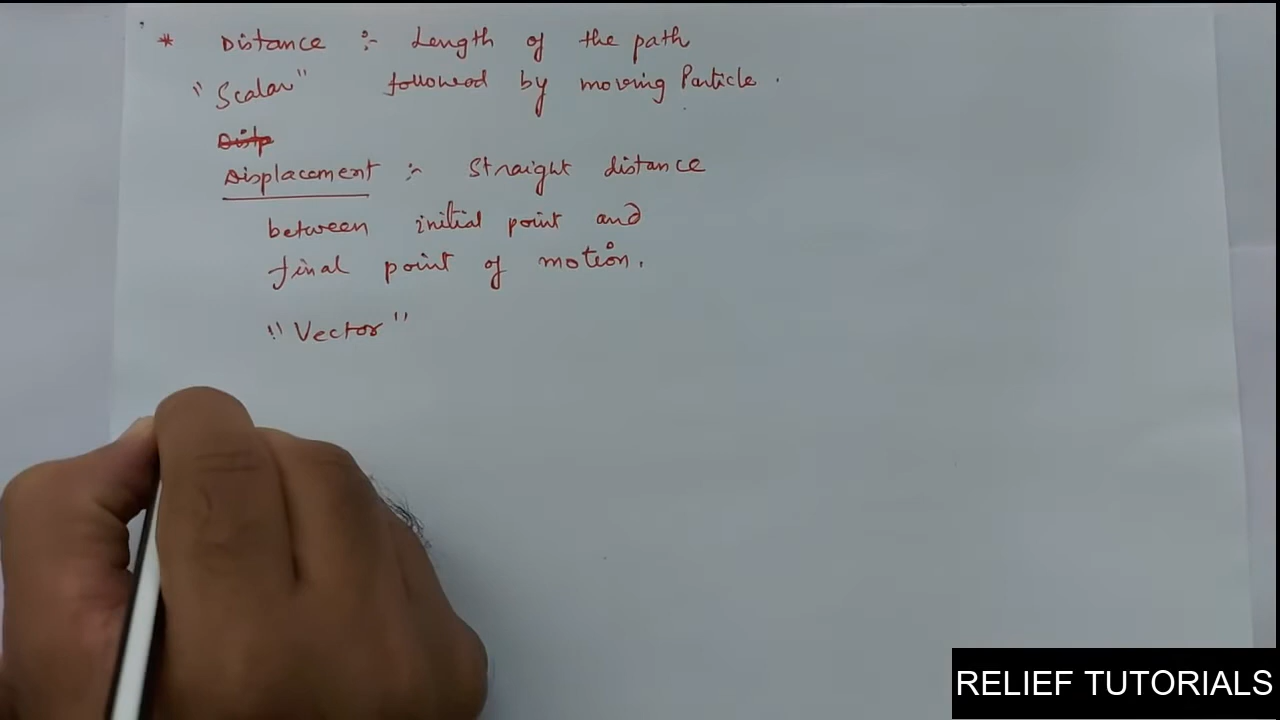 * Distance :- Length of the path
"Scalar" followed by moving Particle.
Disp
Displacement :- Straight distance
between initial point and
final point of motion.
"Vector"
RELIEF TUTORIALS